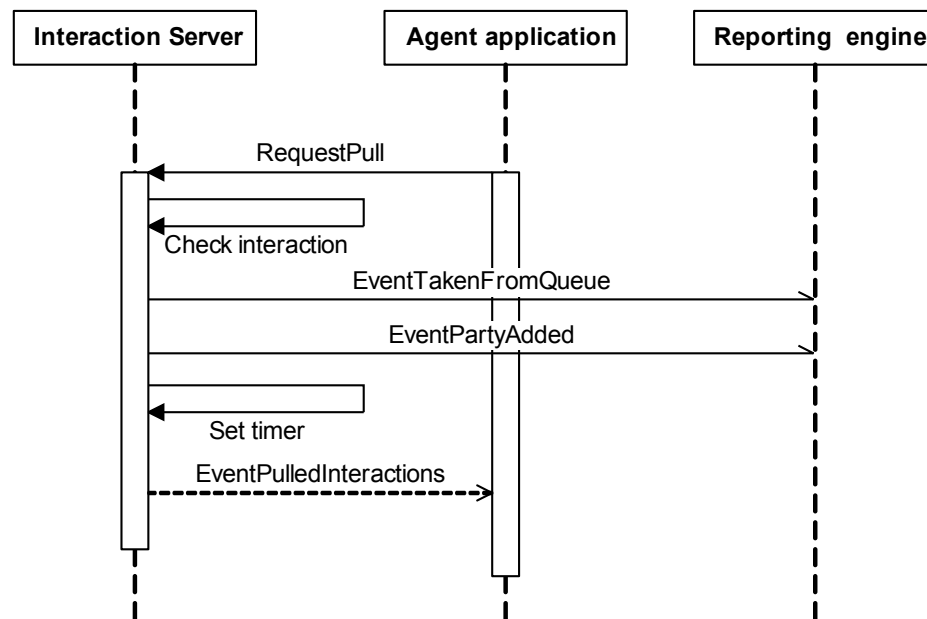 Interaction Server
Agent application
Reporting engine
RequestPull
Check interaction
EventTakenFromQueue
EventPartyAdded
Set timer
EventPulledInteractions